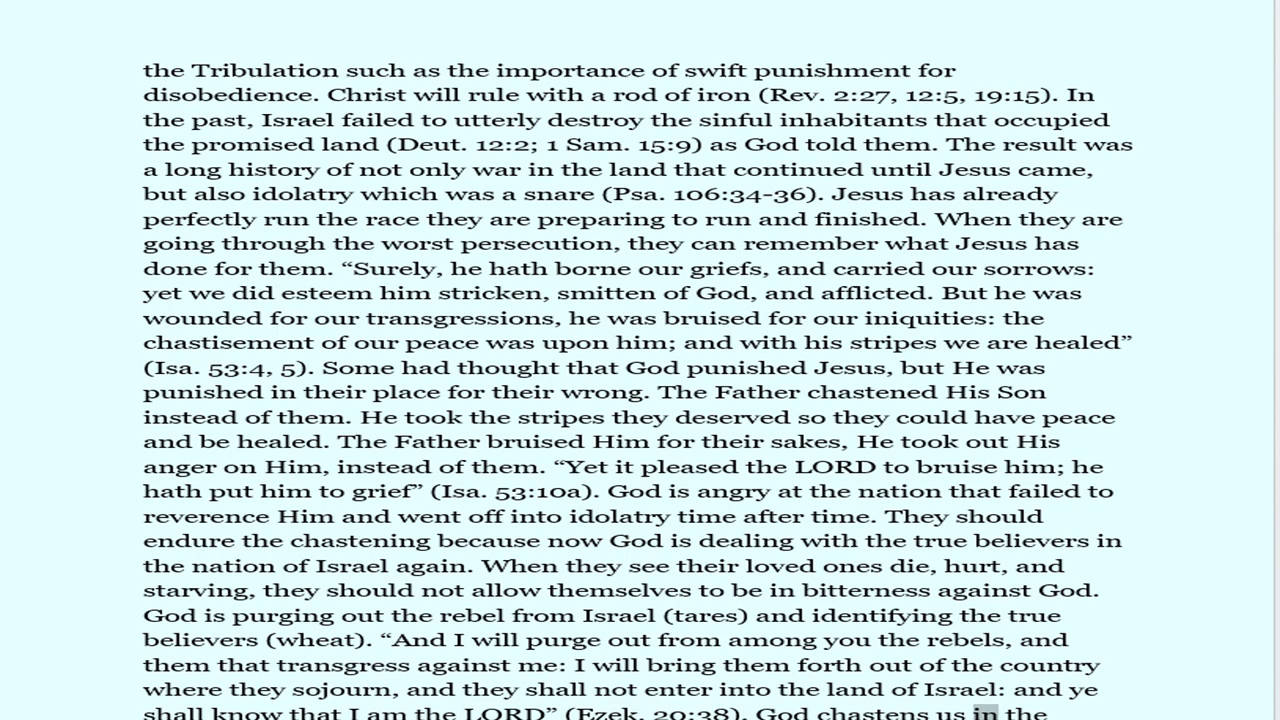 the Tribulation such as the importance of swift punishment for
disobedience. Christ will rule with a rod of iron (Rev. 2:27, 12:5, 19:15). In
the past, Israel failed to utterly destroy the sinful inhabitants that occupied
the promised land (Deut. 12:2; 1 Sam. 15:9) as God told them. The result was
a long history of not only war in the land that continued until Jesus came,
but also idolatry which was a snare (Psa. 106:34-36). Jesus has already
perfectly run the race they are preparing to run and finished. When they are
going through the worst persecution, they can remember what Jesus has
done for them. “Surely, he hath borne our griefs, and carried our sorrows:
yet we did esteem him stricken, smitten of God, and afflicted. But he was
wounded for our transgressions, he was bruised for our iniquities: the
chastisement of our peace was upon him; and with his stripes we are healed”
(Isa. 53:4, 5). Some had thought that God punished Jesus, but He was
punished in their place for their wrong. The Father chastened His Son
instead of them. He took the stripes they deserved so they could have peace
and be healed. The Father bruised Him for their sakes, He took out His
anger on Him, instead of them. “Yet it pleased the LORD to bruise him; he
hath put him to grief” (Isa. 53:10a). God is angry at the nation that failed to
reverence Him and went off into idolatry time after time. They should
endure the chastening because now God is dealing with the true believers in
the nation of Israel again. When they see their loved ones die, hurt, and
starving, they should not allow themselves to be in bitterness against God.
God is purging out the rebel from Israel (tares) and identifying the true
believers (wheat). “And I will purge out from among you the rebels, and
them that transgress against me: I will bring them forth out of the country
where they sojourn, and they shall not enter into the land of Israel: and ye
shall know that I am the LORD” (Ezek. 20:38). God chastens us in the